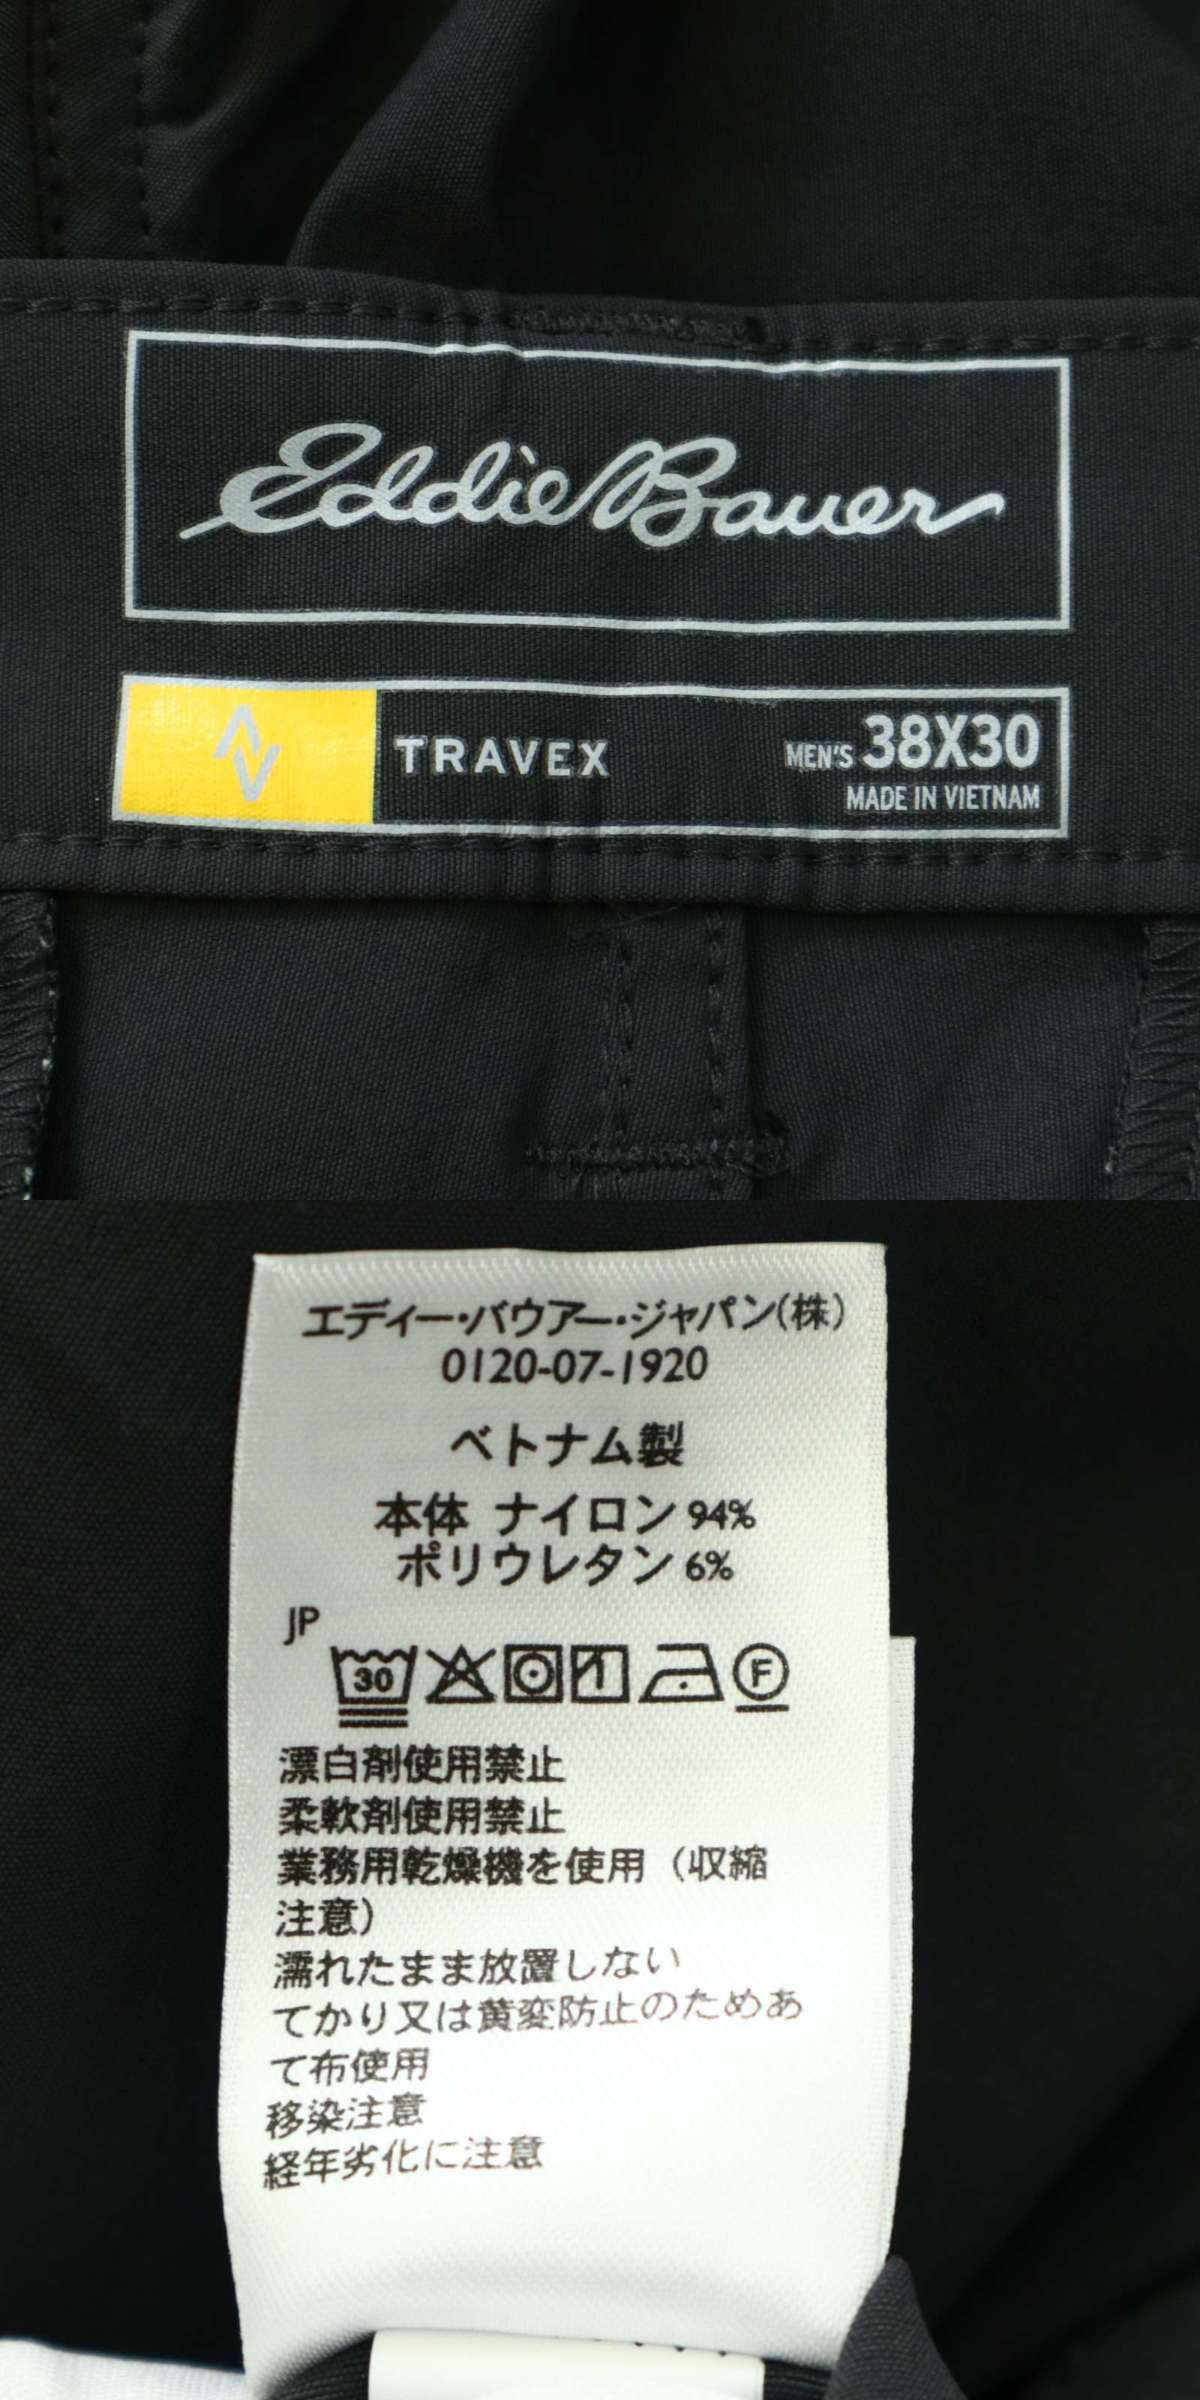 Eddie Bauer
TRAVEX
MEN'S 38X30
MADE IN VIETNAM
エディー・バウアー・ジャパン(株)
0120-07-1920
ベトナム製
本体 ナイロン 94%
ポリウレタン 6%
JP
30 F
漂白剤使用禁止
柔軟剤使用禁止
業務用乾燥機を使用（収縮
注意）
濡れたまま放置しない
てかり又は黄変防止のためあ
て布使用
移染注意
経年劣化に注意